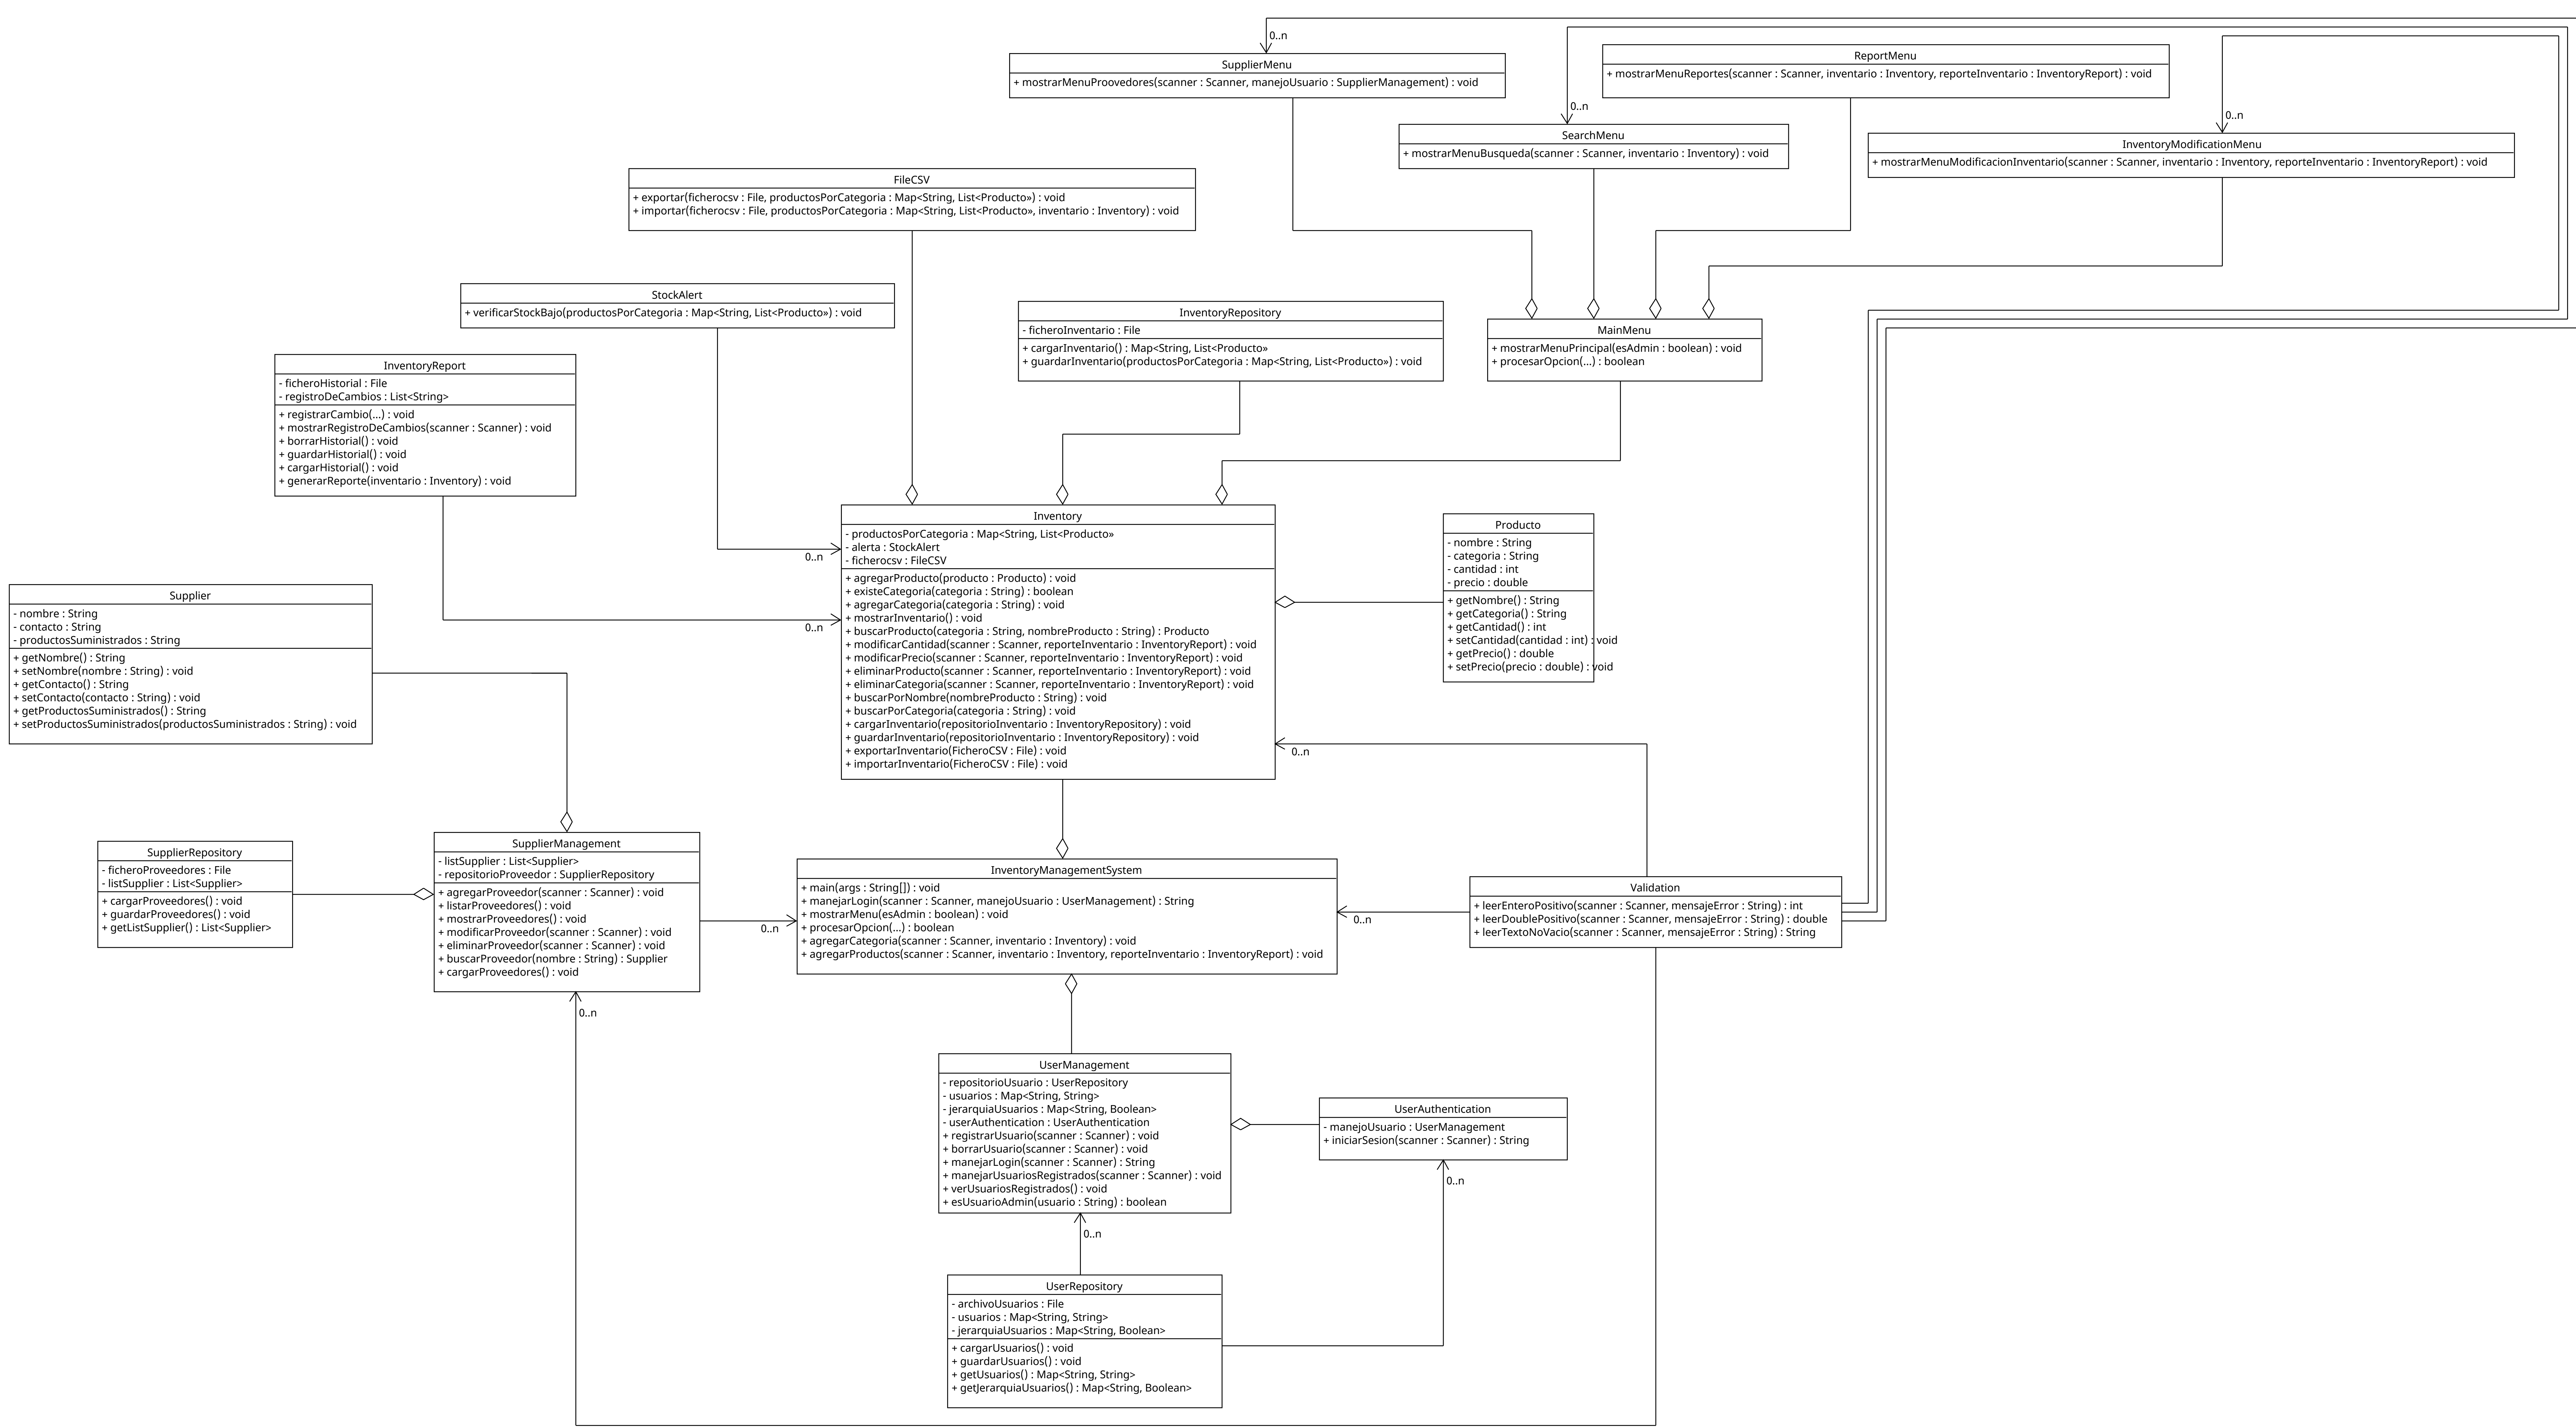 0..n
SupplierMenu
+ mostrarMenuProovedores(scanner : Scanner, manejoUsuario : SupplierManagement) : void
ReportMenu
+ mostrarMenuReportes(scanner : Scanner, inventario : Inventory, reporteInventario : InventoryReport) : void
0..n
SearchMenu
+ mostrarMenuBusqueda(scanner : Scanner, inventario : Inventory) : void
0..n
InventoryModificationMenu
+ mostrarMenuModificacionInventario(scanner : Scanner, inventario : Inventory, reporteInventario : InventoryReport) : void
FileCSV
+ exportar(ficherocsv : File, productosPorCategoria : Map<String, List<Producto») : void
+ importar(ficherocsv : File, productosPorCategoria : Map<String, List<Producto», inventario : Inventory) : void
StockAlert
+ verificarStockBajo(productosPorCategoria : Map<String, List<Producto») : void
InventoryRepository
- ficheroInventario : File
+ cargarInventario() : Map<String, List<Producto»
+ guardarInventario(productosPorCategoria : Map<String, List<Producto») : void
MainMenu
+ mostrarMenuPrincipal(esAdmin : boolean) : void
+ procesarOpcion(...) : boolean
InventoryReport
- ficheroHistorial : File
- registroDeCambios : List<String>
+ registrarCambio(...) : void
+ mostrarRegistroDeCambios(scanner : Scanner) : void
+ borrarHistorial() : void
+ guardarHistorial() : void
+ cargarHistorial() : void
+ generarReporte(inventario : Inventory) : void
Inventory
- productosPorCategoria : Map<String, List<Producto»
- alerta : StockAlert
- ficherocsv : FileCSV
+ agregarProducto(producto : Producto) : void
+ existeCategoria(categoria : String) : boolean
+ agregarCategoria(categoria : String) : void
+ mostrarInventario() : void
+ buscarProducto(categoria : String, nombreProducto : String) : Producto
+ modificarCantidad(scanner : Scanner, reporteInventario : InventoryReport) : void
+ modificarPrecio(scanner : Scanner, reporteInventario : InventoryReport) : void
+ eliminarProducto(scanner : Scanner, reporteInventario : InventoryReport) : void
+ eliminarCategoria(scanner : Scanner, reporteInventario : InventoryReport) : void
+ buscarPorNombre(nombreProducto : String) : void
+ buscarPorCategoria(categoria : String) : void
+ cargarInventario(repositorioInventario : InventoryRepository) : void
+ guardarInventario(repositorioInventario : InventoryRepository) : void
+ exportarInventario(FicheroCSV : File) : void
+ importarInventario(FicheroCSV : File) : void
0..n
0..n
0..n
Producto
- nombre : String
- categoria : String
- cantidad : int
- precio : double
+ getNombre() : String
+ getCategoria() : String
+ getCantidad() : int
+ setCantidad(cantidad : int) : void
+ getPrecio() : double
+ setPrecio(precio : double) : void
Supplier
- nombre : String
- contacto : String
- productosSuministrados : String
+ getNombre() : String
+ setNombre(nombre : String) : void
+ getContacto() : String
+ setContacto(contacto : String) : void
+ getProductosSuministrados() : String
+ setProductosSuministrados(productosSuministrados : String) : void
SupplierRepository
- ficheroProveedores : File
- listSupplier : List<Supplier>
+ cargarProveedores() : void
+ guardarProveedores() : void
+ getListSupplier() : List<Supplier>
SupplierManagement
- listSupplier : List<Supplier>
- repositorioProveedor : SupplierRepository
+ agregarProveedor(scanner : Scanner) : void
+ listarProveedores() : void
+ mostrarProveedores() : void
+ modificarProveedor(scanner : Scanner) : void
+ eliminarProveedor(scanner : Scanner) : void
+ buscarProveedor(nombre : String) : Supplier
+ cargarProveedores() : void
0..n
0..n
InventoryManagementSystem
+ main(args : String[]) : void
+ manejarLogin(scanner : Scanner, manejoUsuario : UserManagement) : String
+ mostrarMenu(esAdmin : boolean) : void
+ procesarOpcion(...) : boolean
+ agregarCategoria(scanner : Scanner, inventario : Inventory) : void
+ agregarProductos(scanner : Scanner, inventario : Inventory, reporteInventario : InventoryReport) : void
0..n
Validation
+ leerEnteroPositivo(scanner : Scanner, mensajeError : String) : int
+ leerDoublePositivo(scanner : Scanner, mensajeError : String) : double
+ leerTextoNoVacio(scanner : Scanner, mensajeError : String) : String
UserManagement
- repositorioUsuario : UserRepository
- usuarios : Map<String, String>
- jerarquiaUsuarios : Map<String, Boolean>
- userAuthentication : UserAuthentication
+ registrarUsuario(scanner : Scanner) : void
+ borrarUsuario(scanner : Scanner) : void
+ manejarLogin(scanner : Scanner) : String
+ manejarUsuariosRegistrados(scanner : Scanner) : void
+ verUsuariosRegistrados() : void
+ esUsuarioAdmin(usuario : String) : boolean
UserAuthentication
- manejoUsuario : UserManagement
+ iniciarSesion(scanner : Scanner) : String
0..n
0..n
UserRepository
- archivoUsuarios : File
- usuarios : Map<String, String>
- jerarquiaUsuarios : Map<String, Boolean>
+ cargarUsuarios() : void
+ guardarUsuarios() : void
+ getUsuarios() : Map<String, String>
+ getJerarquiaUsuarios() : Map<String, Boolean>